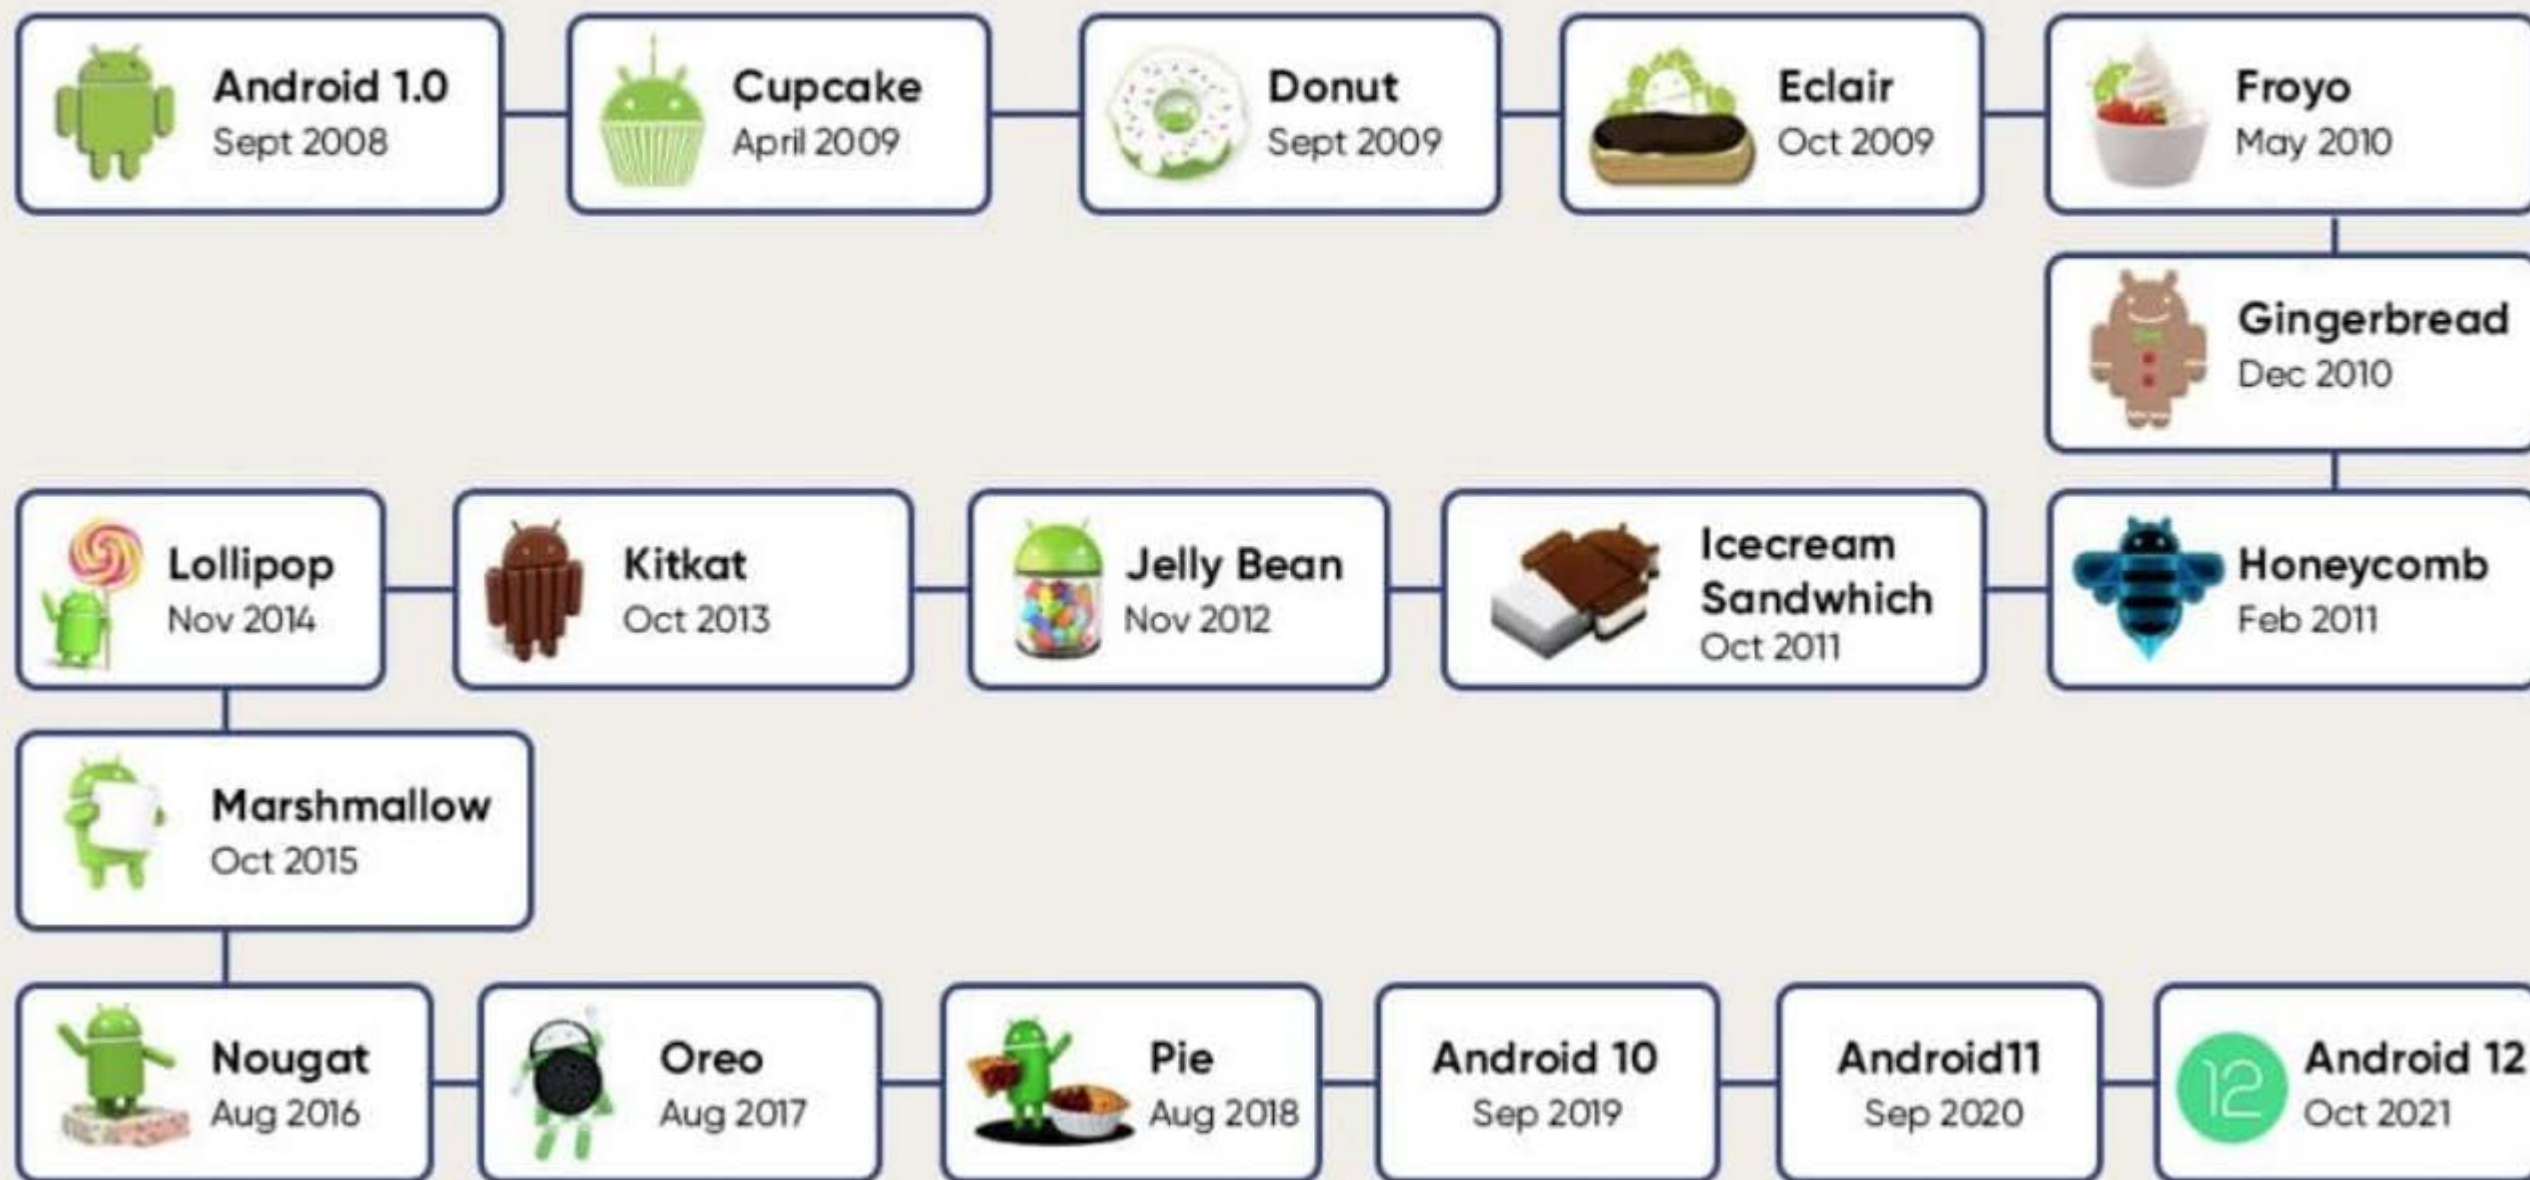 Android 1.0
Sept 2008
Cupcake
April 2009
Donut
Sept 2009
Eclair
Oct 2009
Froyo
May 2010
Gingerbread
Dec 2010
Honeycomb
Feb 2011
Icecream
Sandwhich
Oct 2011
Jelly Bean
Nov 2012
Kitkat
Oct 2013
Lollipop
Nov 2014
Marshmallow
Oct 2015
Nougat
Aug 2016
Oreo
Aug 2017
Pie
Aug 2018
Android 10
Sep 2019
Android11
Sep 2020
12
Android 12
Oct 2021